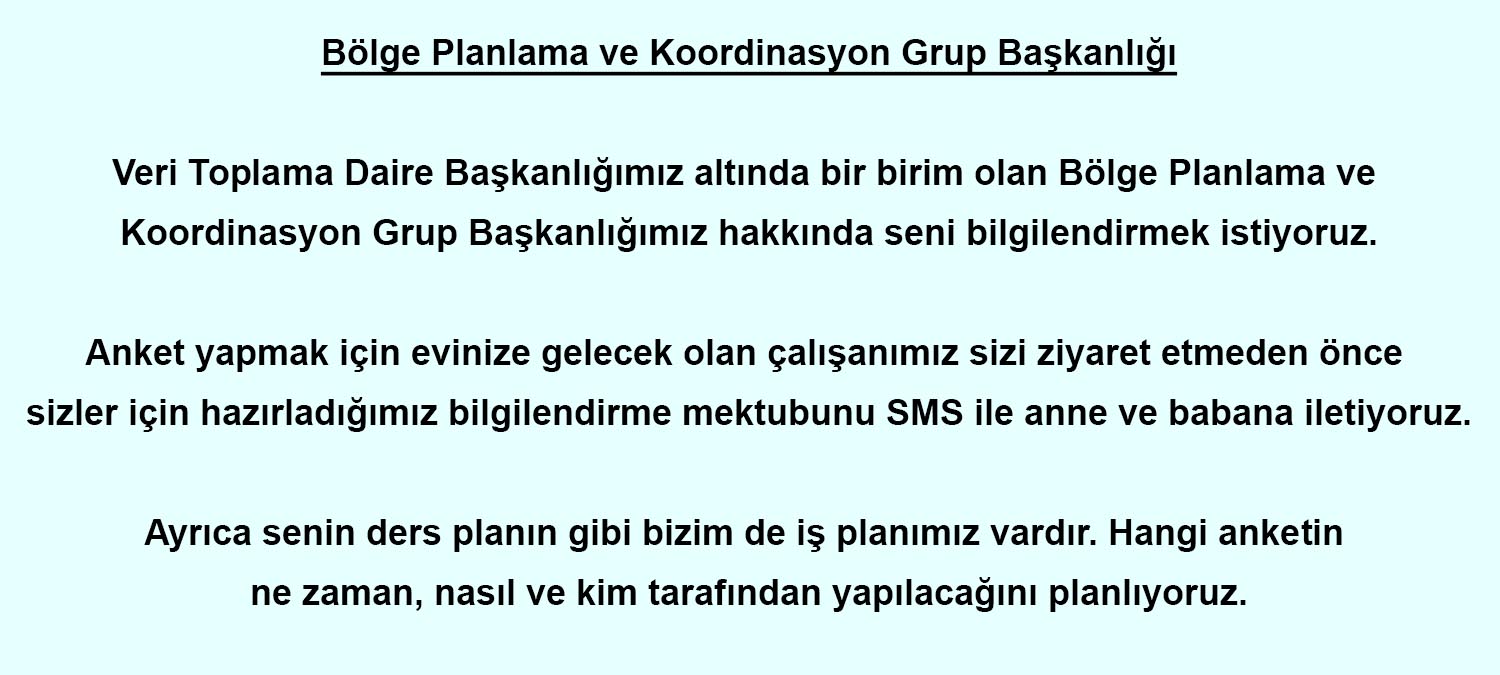 Bölge Planlama ve Koordinasyon Grup Başkanlığı
Veri Toplama Daire Başkanlığımız altında bir birim olan Bölge Planlama ve
Koordinasyon Grup Başkanlığımız hakkında seni bilgilendirmek istiyoruz.
Anket yapmak için evinize gelecek olan çalışanımız sizi ziyaret etmeden önce
sizler için hazırladığımız bilgilendirme mektubunu SMS ile anne ve babana iletiyoruz.
Ayrıca senin ders planın gibi bizim de iş planımız vardır. Hangi anketin
ne zaman, nasıl ve kim tarafından yapılacağını planlıyoruz.